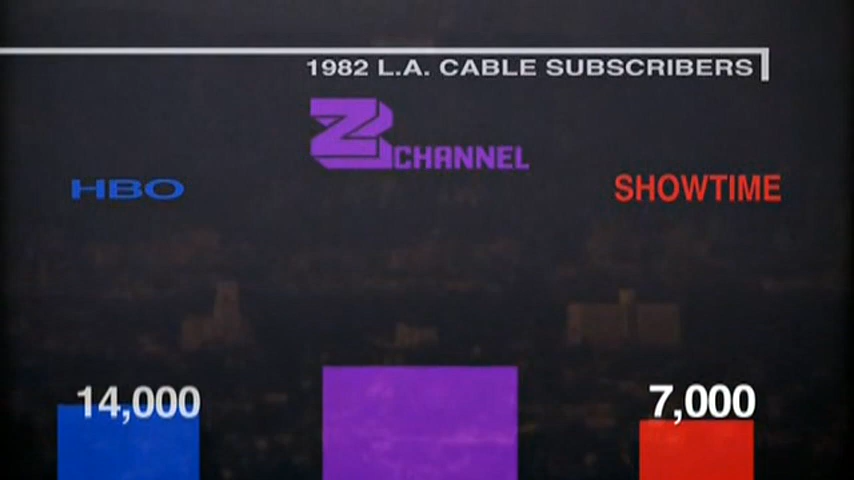 1982 L.A. CABLE SUBSCRIBERS
Z CHANNEL
HBO
SHOWTIME
14,000
7,000